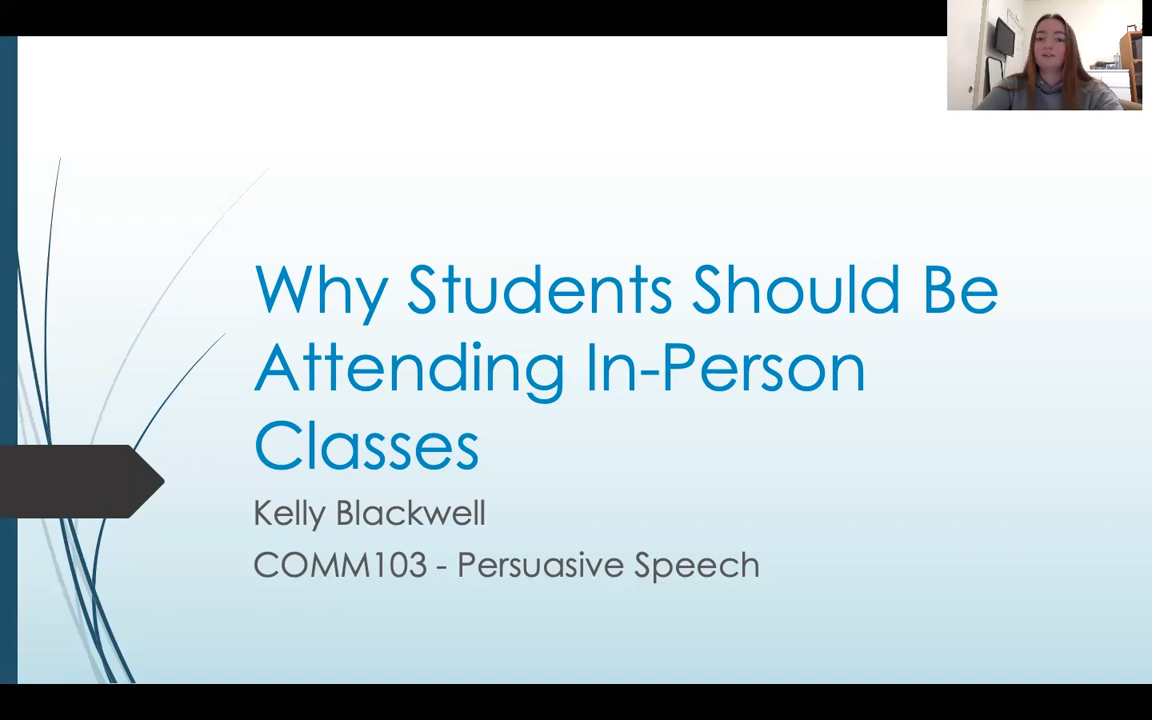 Why Students Should Be
Attending In-Person
Classes
Kelly Blackwell
COMM103 - Persuasive Speech